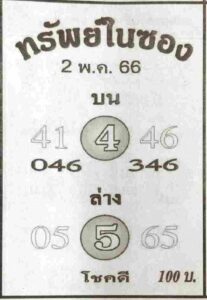 ทรัพย์ในซอง
2 พ.ค. 66
บน
41 4 46
046 346
ล่าง
05 5 65
โชคดี 100 บ.